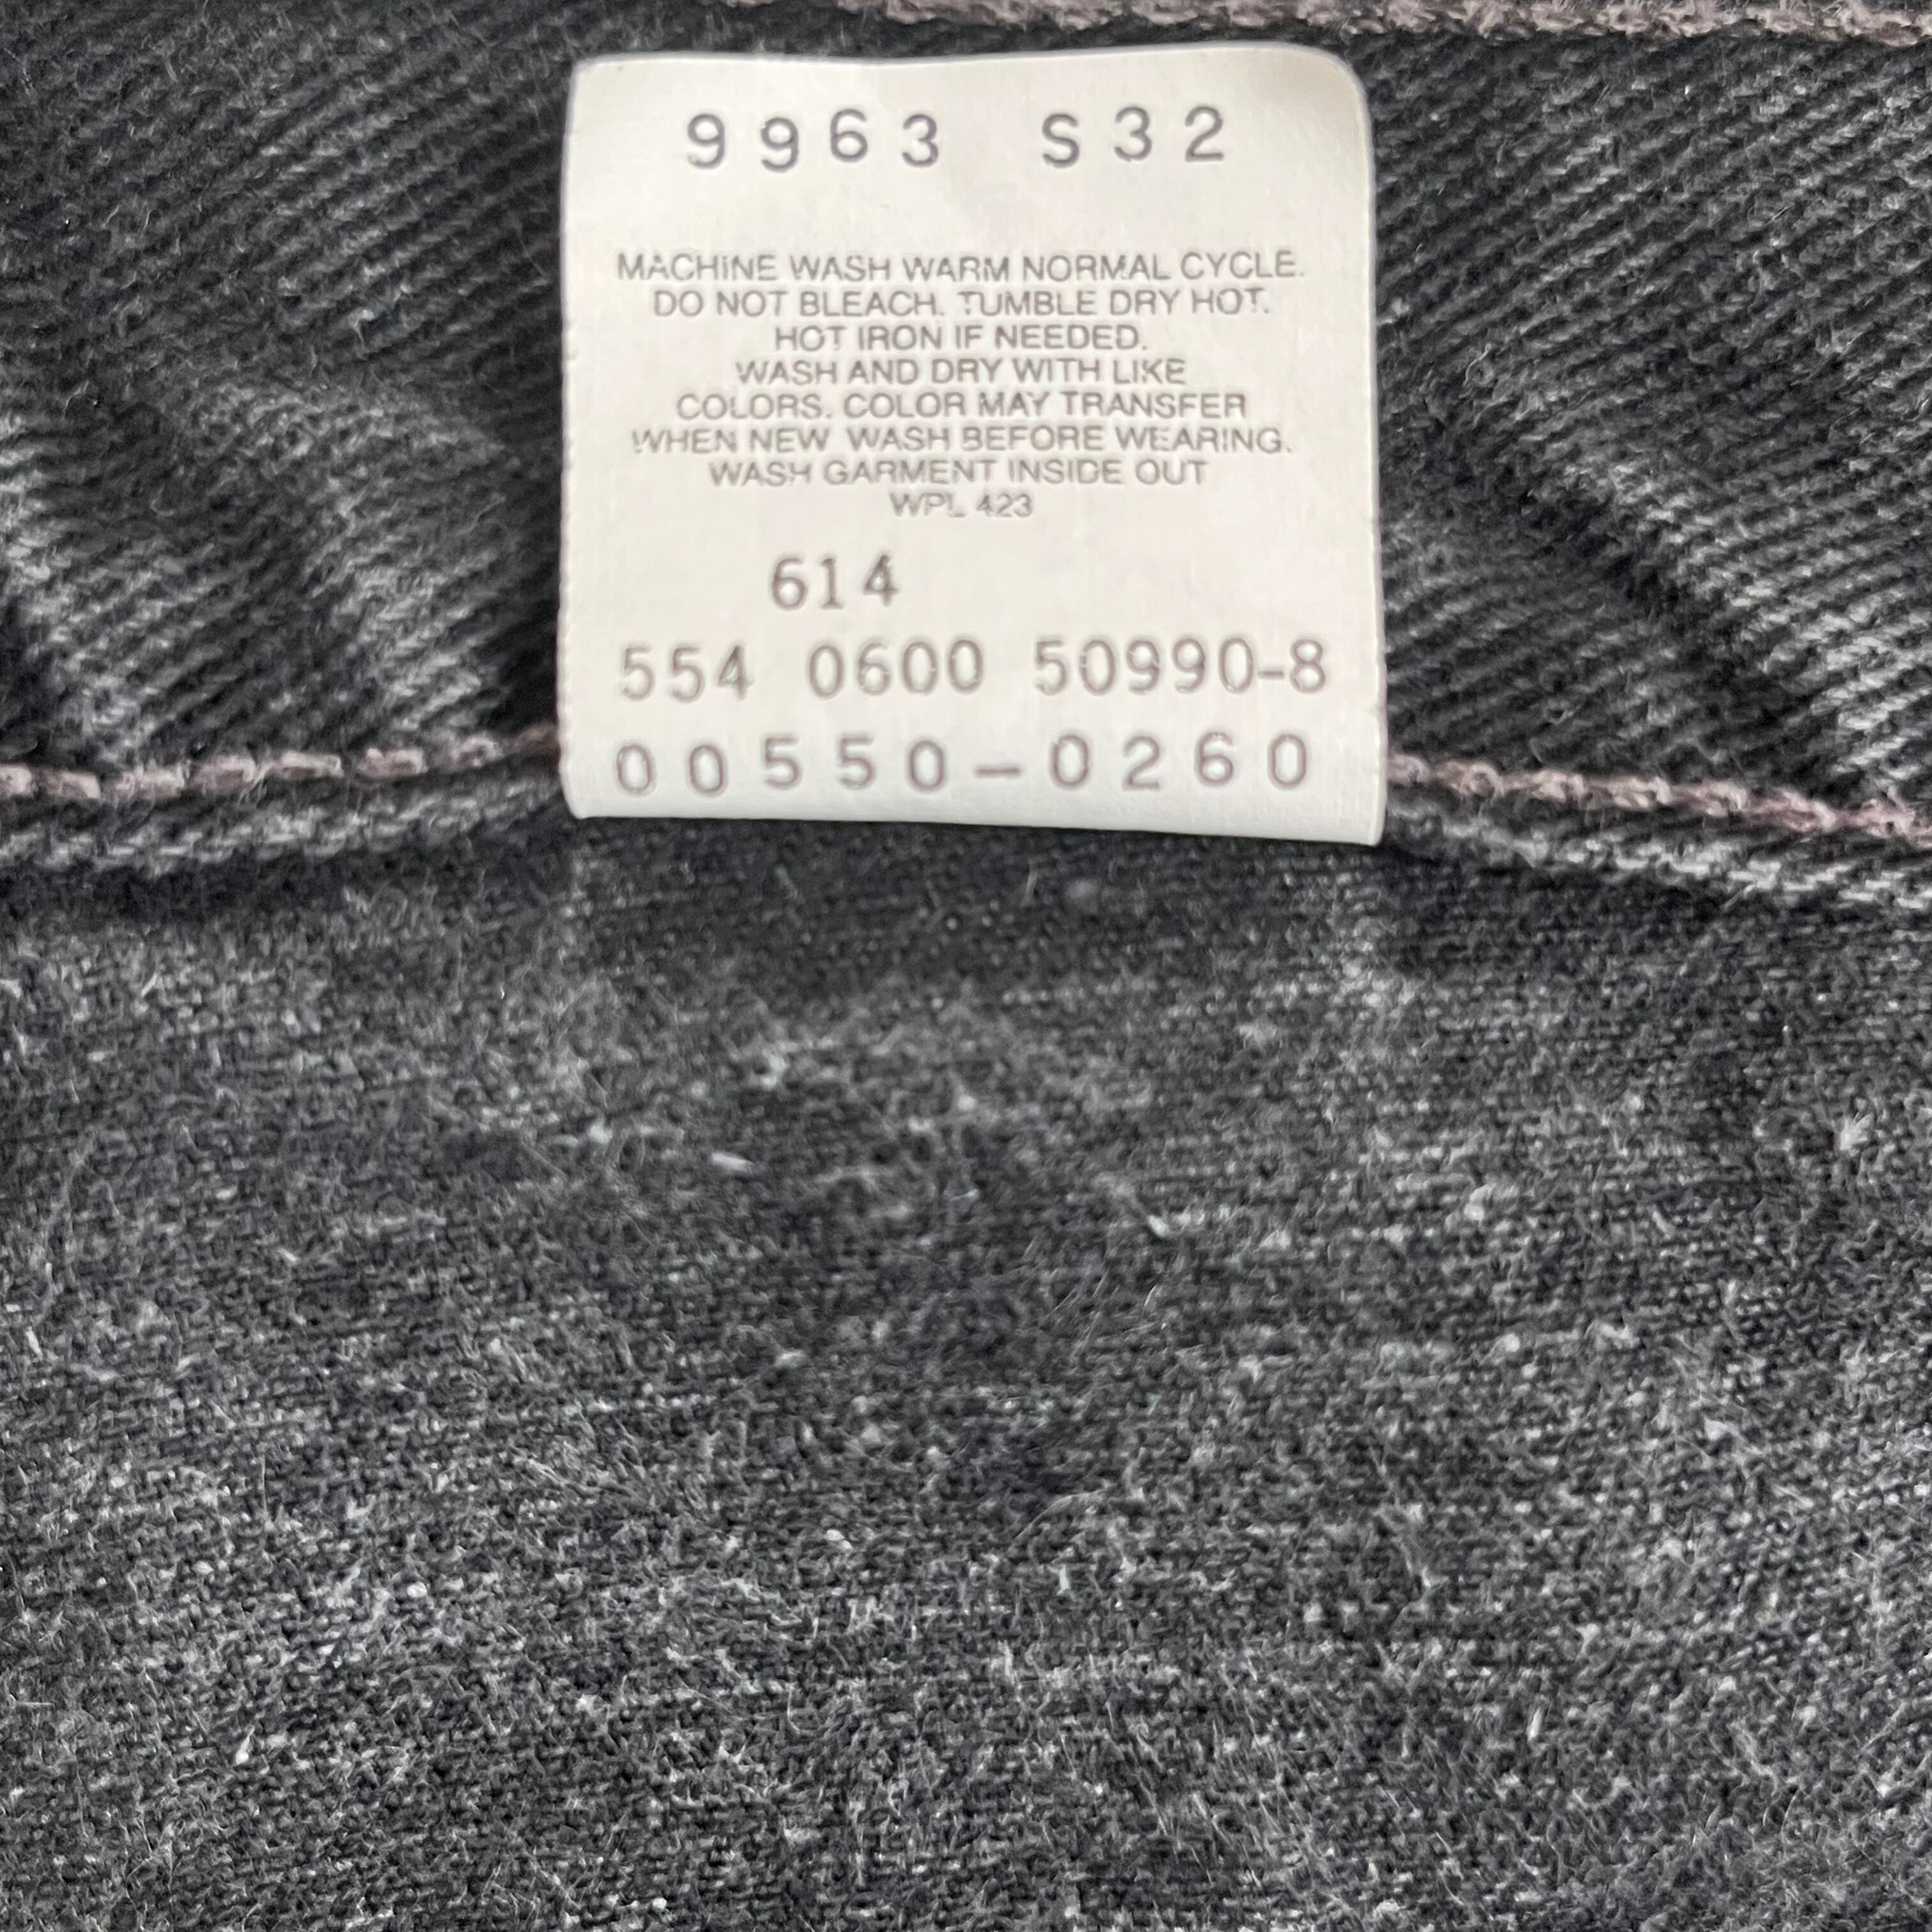 9963 S32
MACHINE WASH WARM NORMAL CYCLE.
DO NOT BLEACH. TUMBLE DRY HOT.
HOT IRON IF NEEDED.
WASH AND DRY WITH LIKE
COLORS. COLOR MAY TRANSFER
WHEN NEW WASH BEFORE WEARING.
WASH GARMENT INSIDE OUT
WPL 423
614
554 0600 50990-8
00550-0260